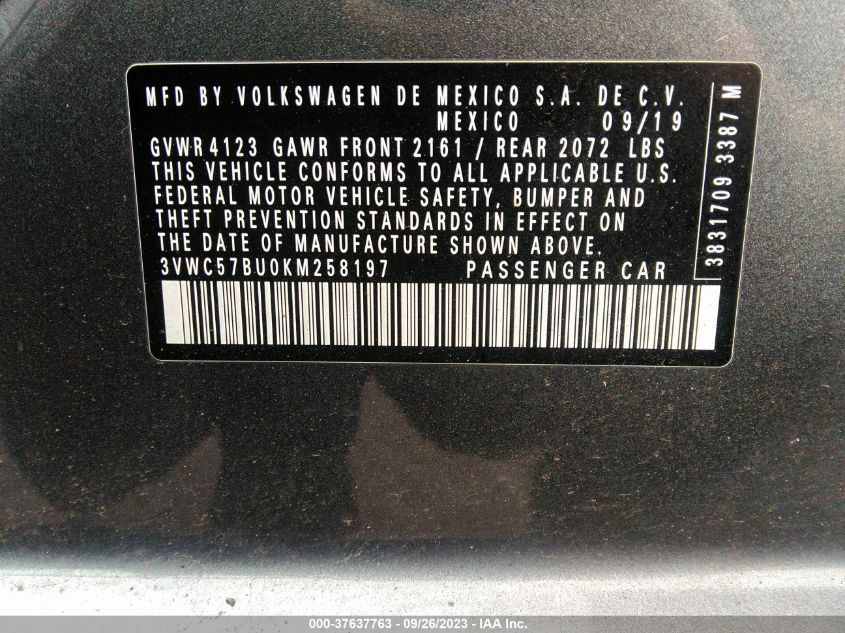 MFD BY VOLKSWAGEN DE MEXICO S.A. DE C.V.
MEXICO 09/19
GVWR 4123 GAWR FRONT 2161 / REAR 2072 LBS
THIS VEHICLE CONFORMS TO ALL APPLICABLE U.S.
FEDERAL MOTOR VEHICLE SAFETY, BUMPER AND
THEFT PREVENTION STANDARDS IN EFFECT ON
THE DATE OF MANUFACTURE SHOWN ABOVE.
3VWC57BU0KM258197 PASSENGER CAR
3831709 3387 M
000-37637763 - 09/26/2023 - IAA Inc.